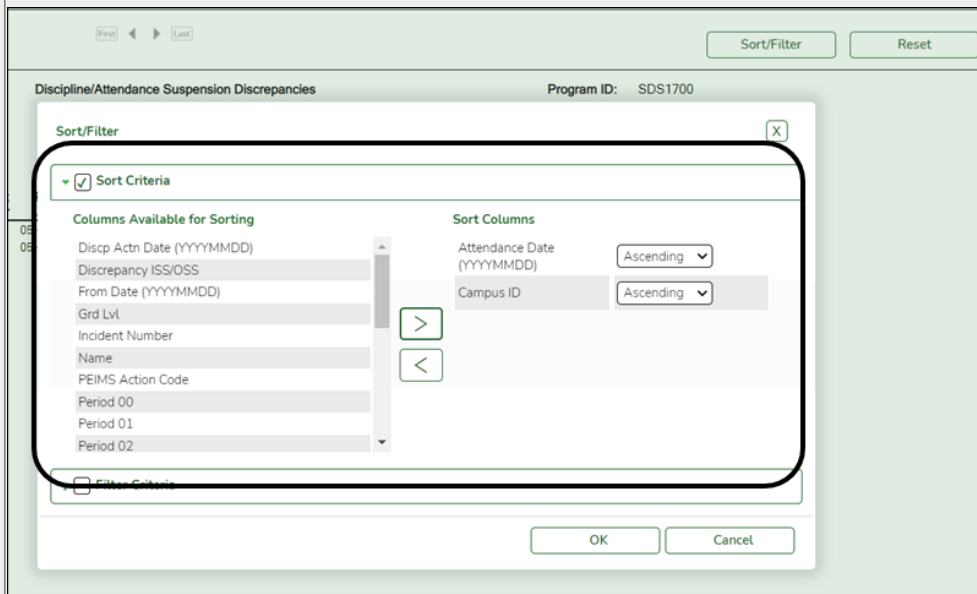 First Last
Sort/Filter Reset
Discipline/Attendance Suspension Discrepancies Program ID: SDS1700
Sort/Filter X
Sort Criteria
Columns Available for Sorting
Discp Actn Date (YYYYMMDD)
Discrepancy ISS/OSS
From Date (YYYYMMDD)
Grd Lvl
Incident Number
Name
PEIMS Action Code
Period 00
Period 01
Period 02
>
<
Sort Columns
Attendance Date
(YYYYMMDD) Ascending
Campus ID Ascending
Filter Criteria
OK Cancel
05
05